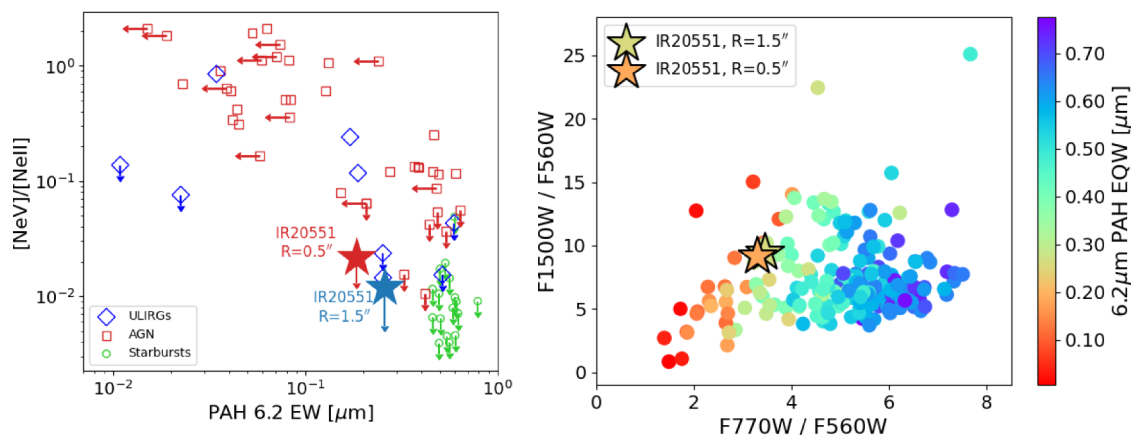 [NeV]/[NeII]
10⁰
10⁻¹
10⁻²
IR20551
R=0.5″
IR20551
R=1.5″
ULIRGs
AGN
Starbursts
10⁻²
10⁻¹
10⁰
PAH 6.2 EW [μm]
F1500W / F560W
25
20
15
10
5
0
IR20551, R=1.5″
IR20551, R=0.5″
0
2
4
6
8
F770W / F560W
0.70
0.60
0.50
0.40
0.30
0.20
0.10
6.2μm PAH EQW [μm]